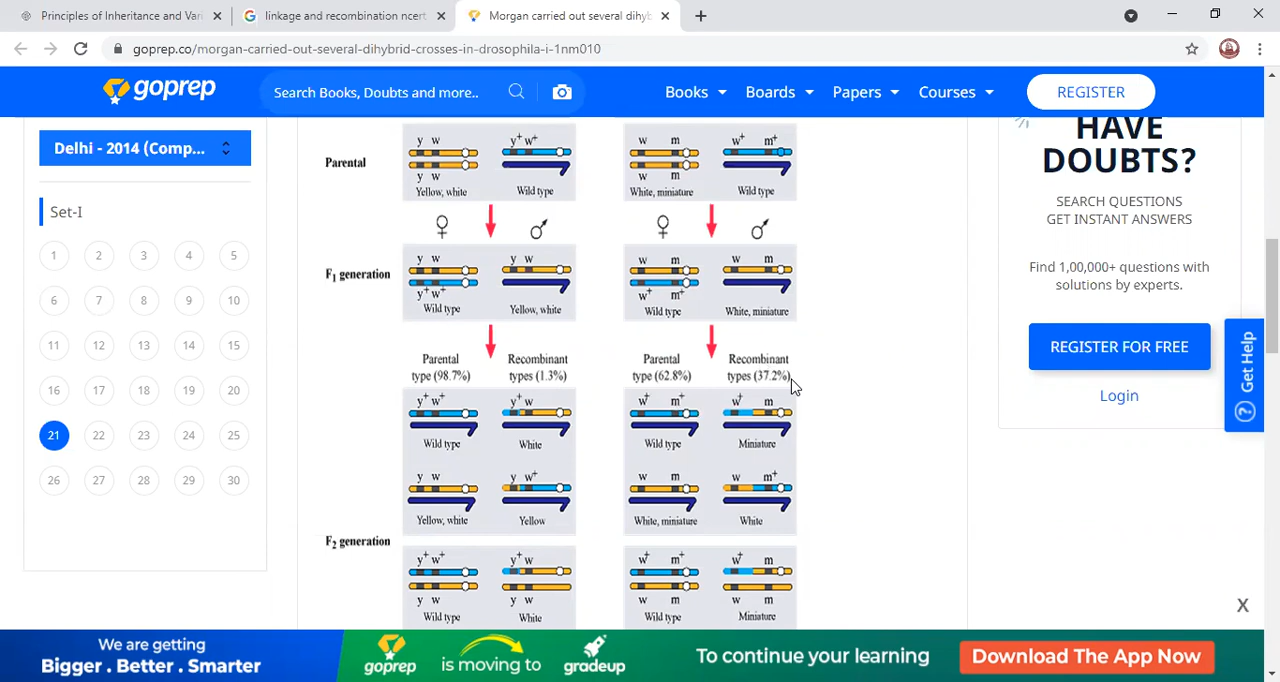 Principles of Inheritance and Vari
linkage and recombination ncert
Morgan carried out several dihyb
goprep.co/morgan-carried-out-several-dihybrid-crosses-in-drosophila-i-1nm010
goprep
Search Books, Doubts and more..
Books
Boards
Papers
Courses
REGISTER
Delhi - 2014 (Comp...
Set-I
1 2 3 4 5
6 7 8 9 10
11 12 13 14 15
16 17 18 19 20
21 22 23 24 25
26 27 28 29 30
Parental
y w
y w
Yellow, white
y+ w+
Wild type
w m
w m
White, miniature
w+ m+
Wild type
♀ ♂
♀ ♂
F1 generation
y w
y+ w+
Wild type
y w
Yellow, white
w m
w+ m+
Wild type
w m
White, miniature
Parental
type (98.7%)
Recombinant
types (1.3%)
Parental
type (62.8%)
Recombinant
types (37.2%)
y+ w+
Wild type
y+ w
White
w+ m+
Wild type
w+ m
Miniature
y w
Yellow, white
y w+
Yellow
w m
White, miniature
w m+
White
F2 generation
y+ w+
y w
Wild type
y+ w
y w
White
w+ m+
w m
Wild type
w+ m
w m
Miniature
HAVE
DOUBTS?
SEARCH QUESTIONS
GET INSTANT ANSWERS
Find 1,00,000+ questions with
solutions by experts.
REGISTER FOR FREE
Login
Get Help
We are getting
Bigger . Better . Smarter
goprep
is moving to
gradeup
To continue your learning
Download The App Now